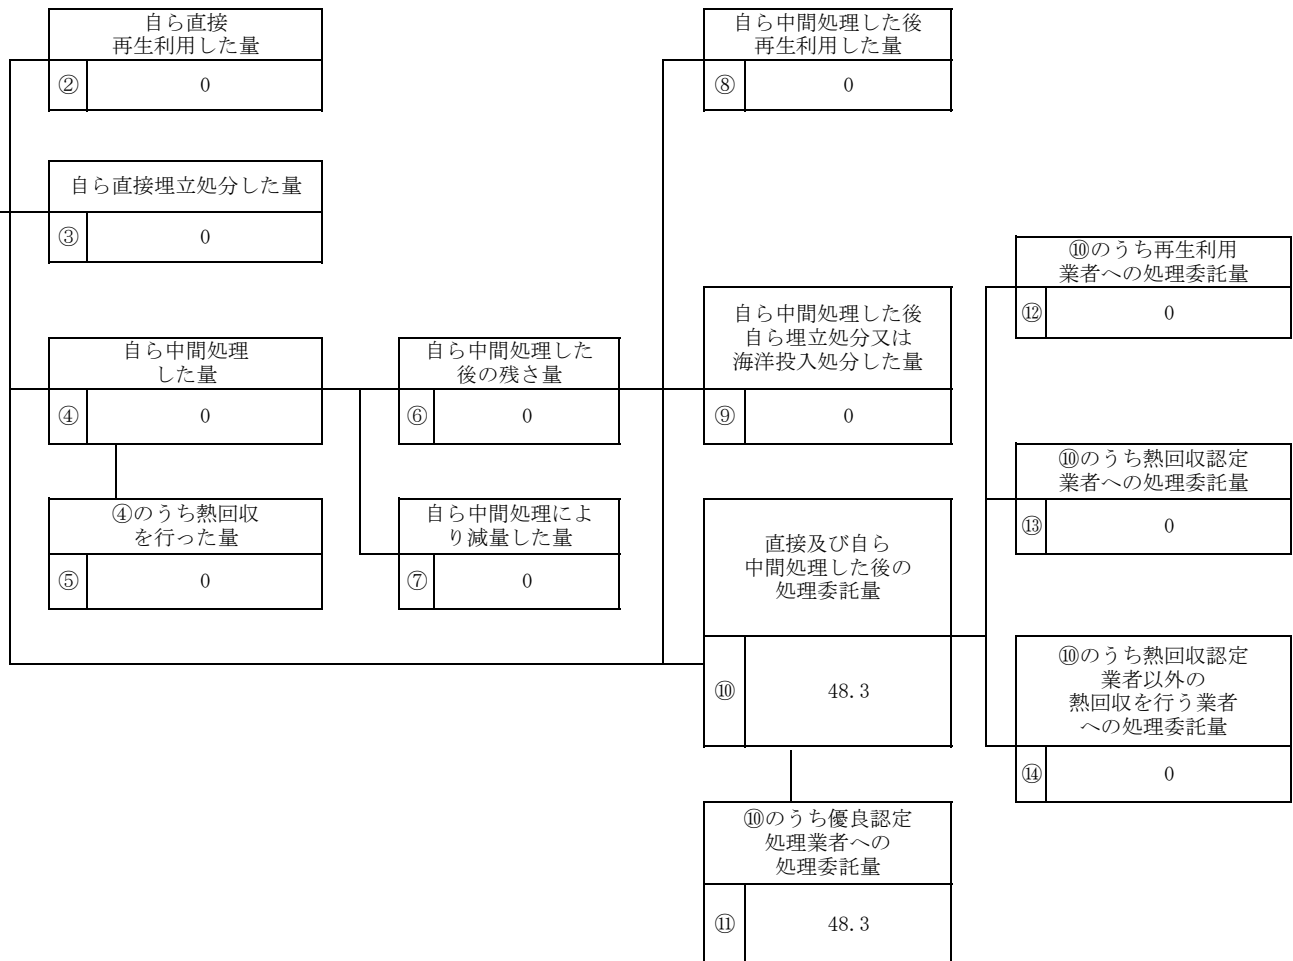 自ら直接
再生利用した量
② 0
自ら直接埋立処分した量
③ 0
自ら中間処理
した量
④ 0
④のうち熱回収
を行った量
⑤ 0
自ら中間処理した
後の残さ量
⑥ 0
自ら中間処理によ
り減量した量
⑦ 0
自ら中間処理した後
再生利用した量
⑧ 0
自ら中間処理した後
自ら埋立処分又は
海洋投入処分した量
⑨ 0
直接及び自ら
中間処理した後の
処理委託量
⑩ 48.3
⑩のうち優良認定
処理業者への
処理委託量
⑪ 48.3
⑩のうち再生利用
業者への処理委託量
⑫ 0
⑩のうち熱回収認定
業者への処理委託量
⑬ 0
⑩のうち熱回収認定
業者以外の
熱回収を行う業者
への処理委託量
⑭ 0